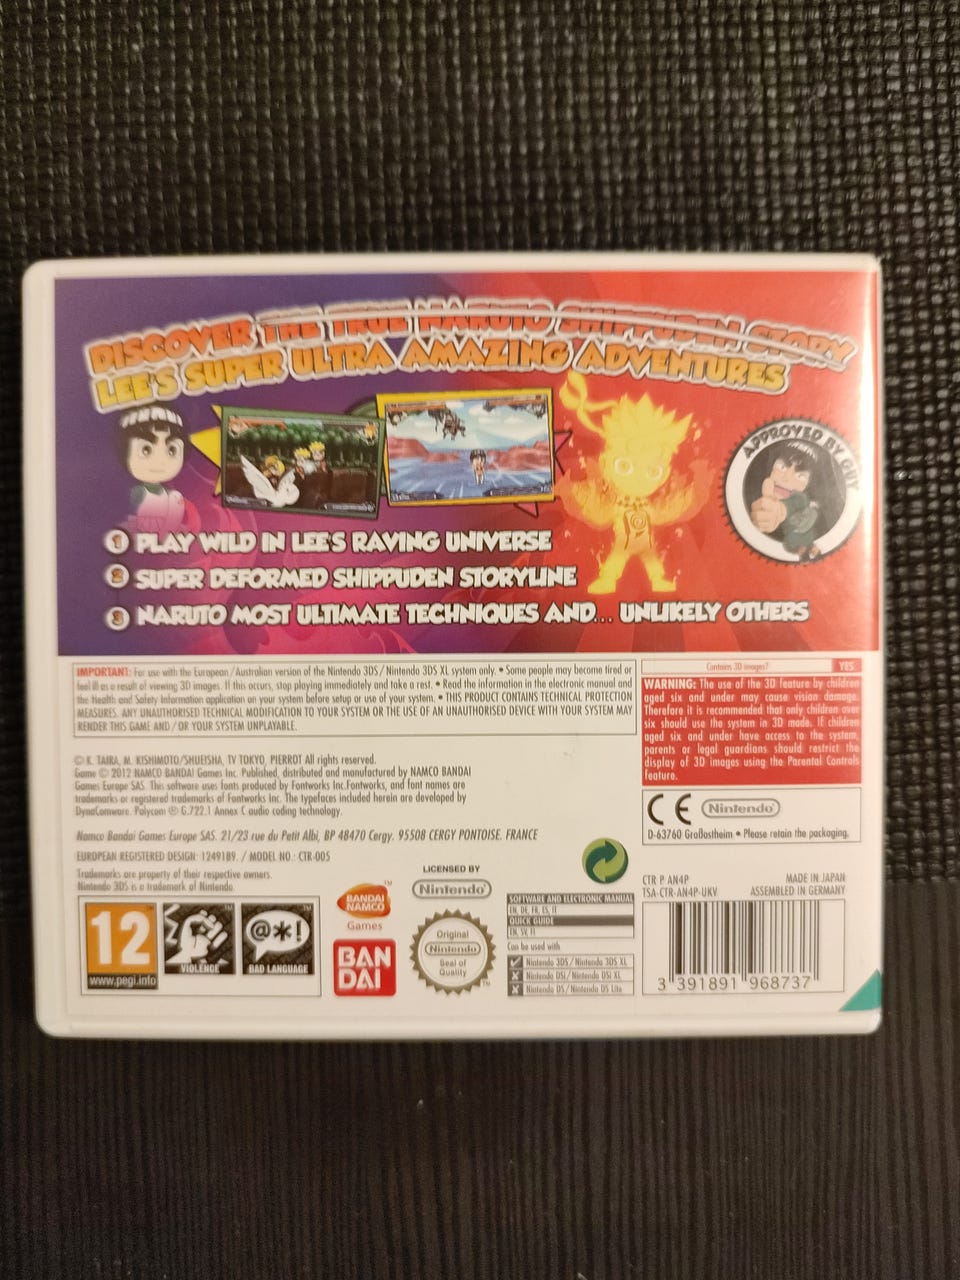 DISCOVER THE TRUE NARUTO SHIPPUDEN STORY
LEE'S SUPER ULTRA AMAZING ADVENTURES
APPROVED BY GUY
1 PLAY WILD IN LEE'S RAVING UNIVERSE
2 SUPER DEFORMED SHIPPUDEN STORYLINE
3 NARUTO MOST ULTIMATE TECHNIQUES AND... UNLIKELY OTHERS
IMPORTANT: For use with the European/Australian version of the Nintendo 3DS/Nintendo 3DS XL system only. • Some people may become tired or
feel ill as a result of viewing 3D images. If this occurs, stop playing immediately and take a rest. • Read the information in the electronic manual and
the Health and Safety Information application on your system before setup or use of your system. • THIS PRODUCT CONTAINS TECHNICAL PROTECTION
MEASURES. ANY UNAUTHORISED TECHNICAL MODIFICATION TO YOUR SYSTEM OR THE USE OF AN UNAUTHORISED DEVICE WITH YOUR SYSTEM MAY
RENDER THIS GAME AND/OR YOUR SYSTEM UNPLAYABLE.
Contains 3D images? YES
WARNING: The use of the 3D feature by children
aged six and under may cause vision damage.
Therefore it is recommended that only children over
six should use the system in 3D mode. If children
aged six and under have access to the system,
parents or legal guardians should restrict the
display of 3D images using the Parental Controls
feature.
© K. TAIRA, M. KISHIMOTO/SHUEISHA, TV TOKYO, PIERROT All rights reserved.
Game © 2012 NAMCO BANDAI Games Inc. Published, distributed and manufactured by NAMCO BANDAI
Games Europe SAS. This software uses fonts produced by Fontworks Inc.Fontworks, and font names are
trademarks or registered trademarks of Fontworks Inc. The typefaces included herein are developed by
DynaComware. Polycom ® G.722.1 Annex C audio coding technology.
CE Nintendo
D-63760 Großostheim • Please retain the packaging.
Namco Bandai Games Europe SAS. 21/23 rue du Petit Albi, BP 48470 Cergy. 95508 CERGY PONTOISE. FRANCE
EUROPEAN REGISTERED DESIGN: 1249189. / MODEL NO.: CTR-005
Trademarks are property of their respective owners.
Nintendo 3DS is a trademark of Nintendo.
CTR P AN4P
TSA-CTR-AN4P-UKV
MADE IN JAPAN
ASSEMBLED IN GERMANY
12
www.pegi.info
VIOLENCE
@*!
BAD LANGUAGE
BANDAI
NAMCO
Games
BAN
DAI
LICENSED BY
Nintendo
Original
Nintendo
Seal of
Quality
SOFTWARE AND ELECTRONIC MANUAL
EN, DE, FR, ES, IT
QUICK GUIDE
EN, SV, FI
Can be used with
Nintendo 3DS/Nintendo 3DS XL
Nintendo DSi/Nintendo DSi XL
Nintendo DS/Nintendo DS Lite
3 391891 968737